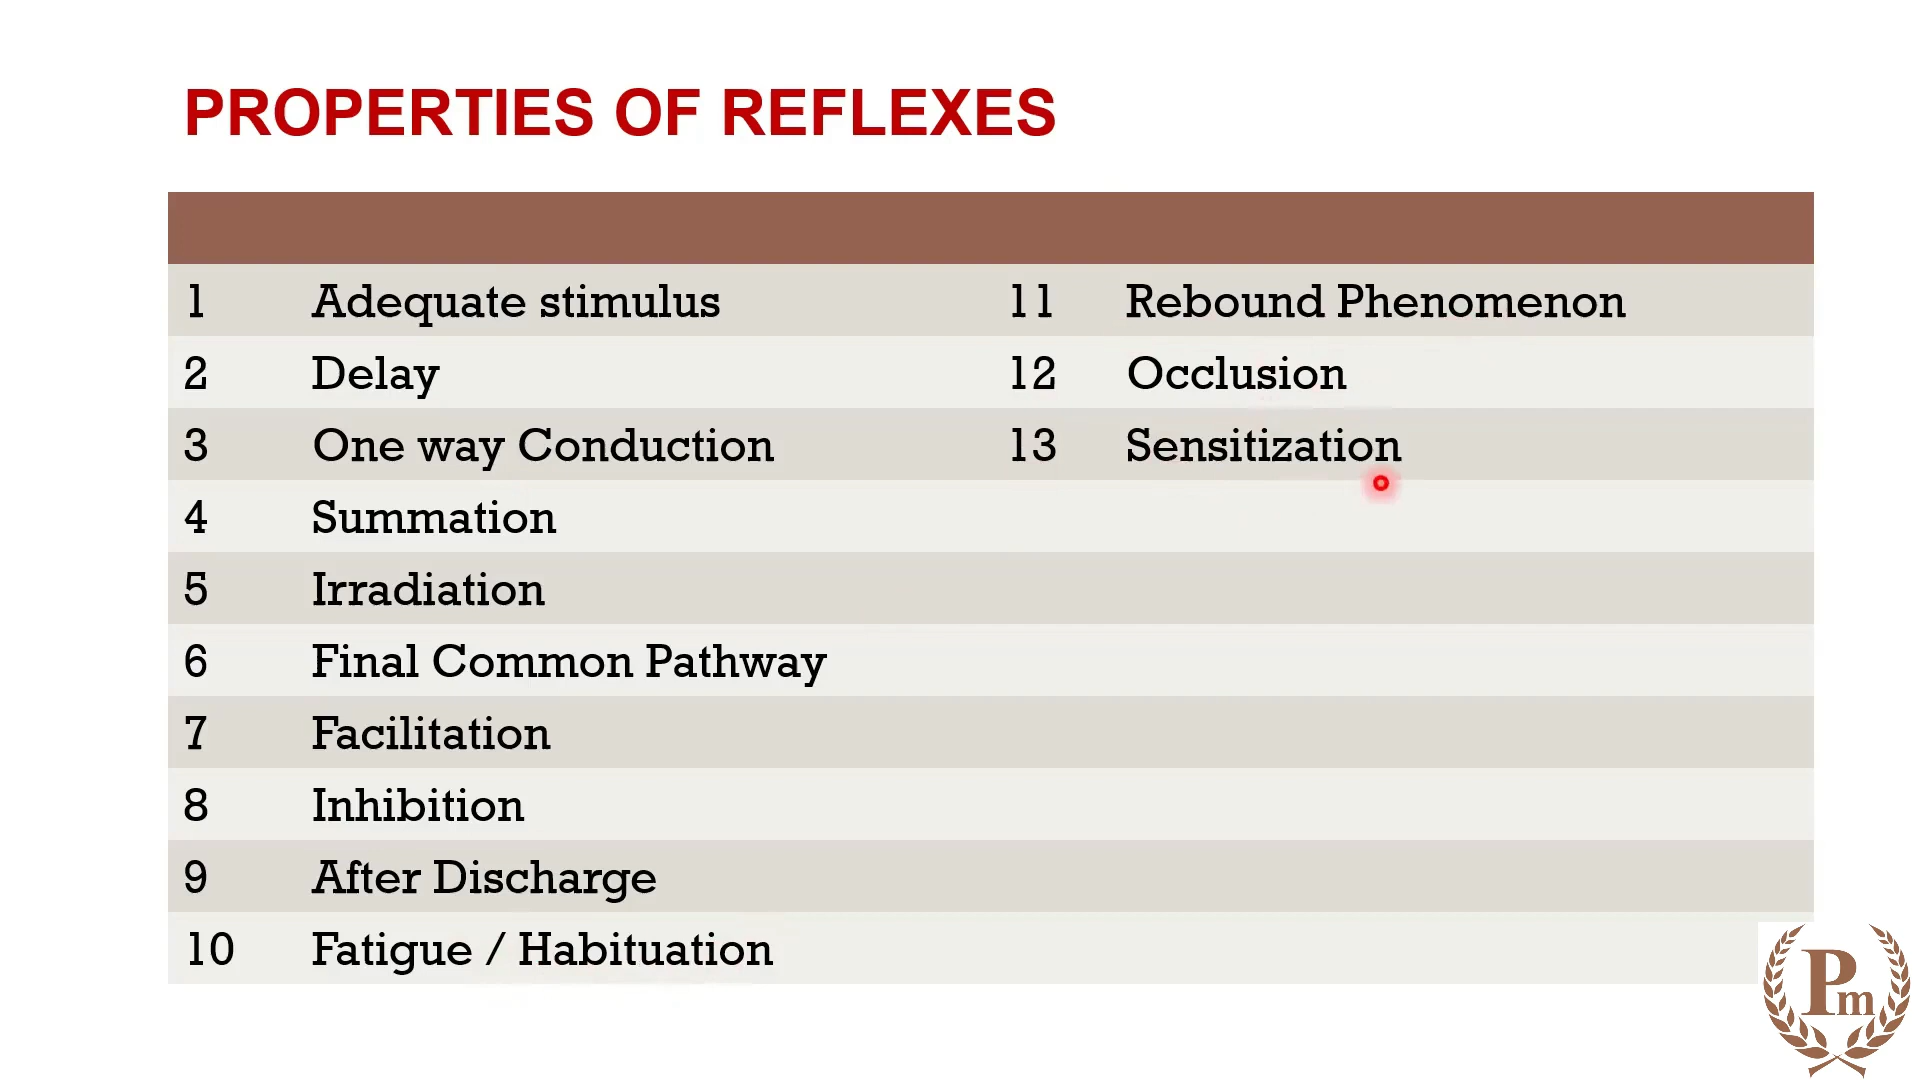 PROPERTIES OF REFLEXES
1 Adequate stimulus
2 Delay
3 One way Conduction
4 Summation
5 Irradiation
6 Final Common Pathway
7 Facilitation
8 Inhibition
9 After Discharge
10 Fatigue / Habituation
11 Rebound Phenomenon
12 Occlusion
13 Sensitization
Pm